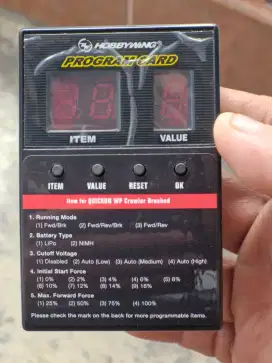 HOBBYWING
PROGRAM CARD
ITEM VALUE
ITEM VALUE RESET OK
Item for QUICRUN WP Crawler Brushed
1. Running Mode
(1) Fwd/Brk (2) Fwd/Rev/Brk (3) Fwd/Rev
2. Battery Type
(1) LiPo (2) NiMH
3. Cutoff Voltage
(1) Disabled (2) Auto (Low) (3) Auto (Medium) (4) Auto (High)
4. Initial Start Force
(1) 0% (2) 2% (3) 4% (4) 6% (5) 8%
(6) 10% (7) 12% (8) 14% (9) 16%
5. Max. Forward Force
(1) 25% (2) 50% (3) 75% (4) 100%
Please check the mark on the back for more programmable items.